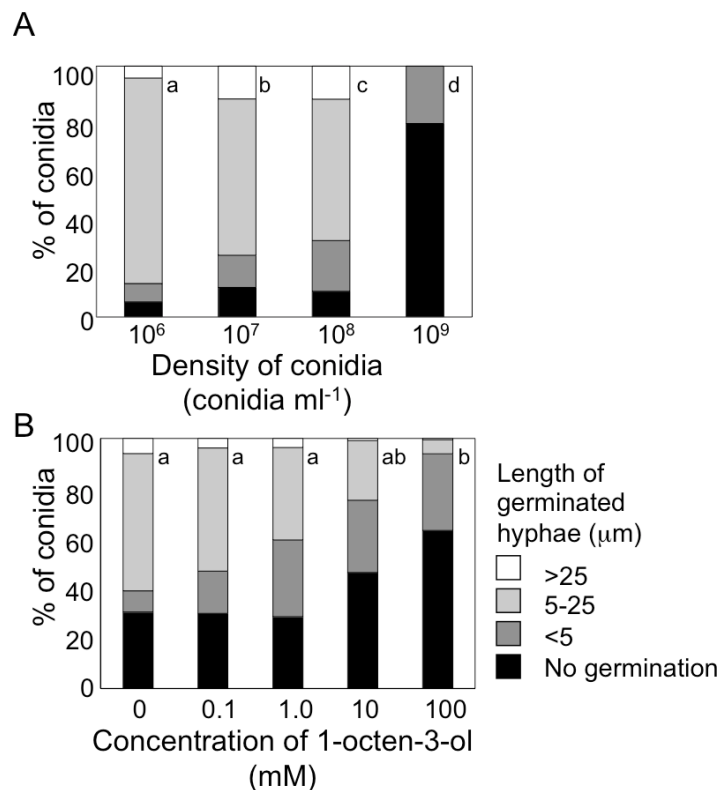 A
100
80
60
40
20
0
% of conidia
a
b
c
d
10⁶ 10⁷ 10⁸ 10⁹
Density of conidia
(conidia ml⁻¹)
B
100
80
60
40
20
0
% of conidia
a
a
a
ab
b
0 0.1 1.0 10 100
Concentration of 1-octen-3-ol
(mM)
Length of
germinated
hyphae (μm)
>25
5-25
<5
No germination